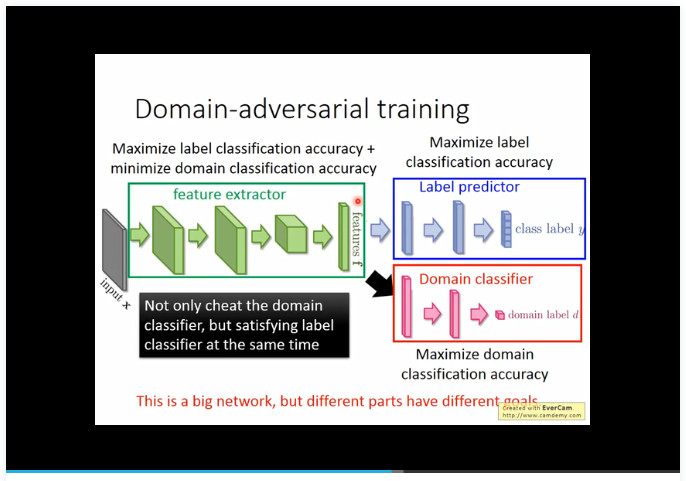 Domain-adversarial training
Maximize label classification accuracy +
minimize domain classification accuracy
Maximize label
classification accuracy
feature extractor
Label predictor
features f
class label y
input x
Domain classifier
domain label d
Not only cheat the domain
classifier, but satisfying label
classifier at the same time
Maximize domain
classification accuracy
This is a big network, but different parts have different goals
Created with EverCam
http://www.camdemy.com